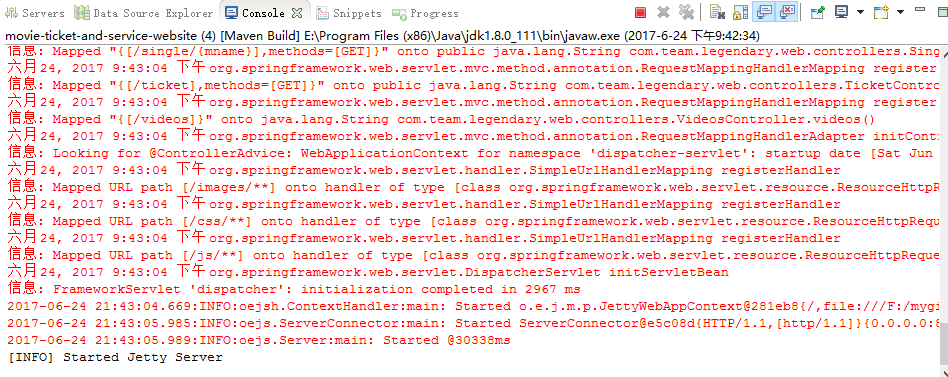 Servers Data Source Explorer Console Snippets Progress
movie-ticket-and-service-website (4) [Maven Build] E:\Program Files (x86)\Java\jdk1.8.0_111\bin\javaw.exe (2017-6-24 下午9:42:34)
信息: Mapped "{[/single/{mname}],methods=[GET]}" onto public java.lang.String com.team.legendary.web.controllers.Sing
六月 24, 2017 9:43:04 下午 org.springframework.web.servlet.mvc.method.annotation.RequestMappingHandlerMapping register
信息: Mapped "{[/ticket],methods=[GET]}" onto public java.lang.String com.team.legendary.web.controllers.TicketContro
六月 24, 2017 9:43:04 下午 org.springframework.web.servlet.mvc.method.annotation.RequestMappingHandlerMapping register
信息: Mapped "{[/videos]}" onto java.lang.String com.team.legendary.web.controllers.VideosController.videos()
六月 24, 2017 9:43:04 下午 org.springframework.web.servlet.mvc.method.annotation.RequestMappingHandlerAdapter initContr
信息: Looking for @ControllerAdvice: WebApplicationContext for namespace 'dispatcher-servlet': startup date [Sat Jun
六月 24, 2017 9:43:04 下午 org.springframework.web.servlet.handler.SimpleUrlHandlerMapping registerHandler
信息: Mapped URL path [/images/**] onto handler of type [class org.springframework.web.servlet.resource.ResourceHttpR
六月 24, 2017 9:43:04 下午 org.springframework.web.servlet.handler.SimpleUrlHandlerMapping registerHandler
信息: Mapped URL path [/css/**] onto handler of type [class org.springframework.web.servlet.resource.ResourceHttpReque
六月 24, 2017 9:43:04 下午 org.springframework.web.servlet.handler.SimpleUrlHandlerMapping registerHandler
信息: Mapped URL path [/js/**] onto handler of type [class org.springframework.web.servlet.resource.ResourceHttpReque
六月 24, 2017 9:43:04 下午 org.springframework.web.servlet.DispatcherServlet initServletBean
信息: FrameworkServlet 'dispatcher': initialization completed in 2967 ms
2017-06-24 21:43:04.669:INFO:oejsh.ContextHandler:main: Started o.e.j.m.p.JettyWebAppContext@281eb8{/,file:///F:/mygi
2017-06-24 21:43:05.985:INFO:oejs.ServerConnector:main: Started ServerConnector@e5c08d{HTTP/1.1,[http/1.1]}{0.0.0.0:8
2017-06-24 21:43:05.989:INFO:oejs.Server:main: Started @30338ms
[INFO] Started Jetty Server